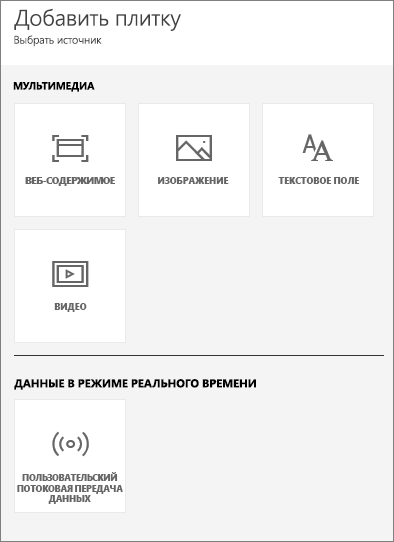 Добавить плитку
Выбрать источник
МУЛЬТИМЕДИА
ВЕБ-СОДЕРЖИМОЕ
ИЗОБРАЖЕНИЕ
ТЕКСТОВОЕ ПОЛЕ
ВИДЕО
ДАННЫЕ В РЕЖИМЕ РЕАЛЬНОГО ВРЕМЕНИ
ПОЛЬЗОВАТЕЛЬСКИЙ
ПОТОКОВАЯ ПЕРЕДАЧА
ДАННЫХ